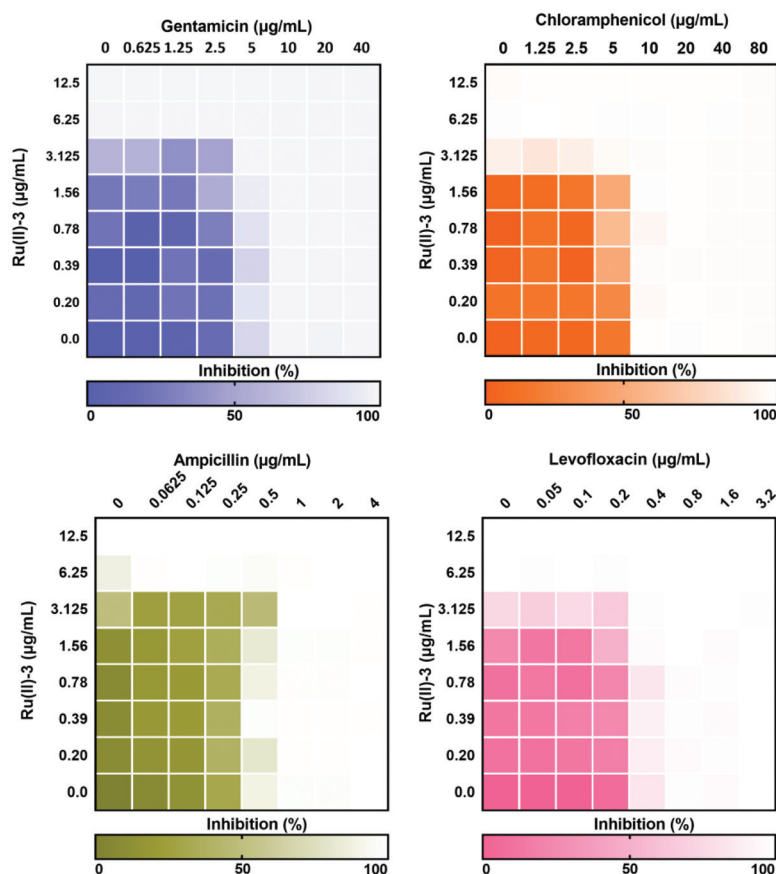 Gentamicin (µg/mL)
0 0.625 1.25 2.5 5 10 20 40
Ru(II)-3 (µg/mL)
12.5
6.25
3.125
1.56
0.78
0.39
0.20
0.0
Inhibition (%)
0 50 100
Chloramphenicol (µg/mL)
0 1.25 2.5 5 10 20 40 80
Ru(II)-3 (µg/mL)
12.5
6.25
3.125
1.56
0.78
0.39
0.20
0.0
Inhibition (%)
0 50 100
Ampicillin (µg/mL)
0 0.0625 0.125 0.25 0.5 1 2 4
Ru(II)-3 (µg/mL)
12.5
6.25
3.125
1.56
0.78
0.39
0.20
0.0
Inhibition (%)
0 50 100
Levofloxacin (µg/mL)
0 0.05 0.1 0.2 0.4 0.8 1.6 3.2
Ru(II)-3 (µg/mL)
12.5
6.25
3.125
1.56
0.78
0.39
0.20
0.0
Inhibition (%)
0 50 100